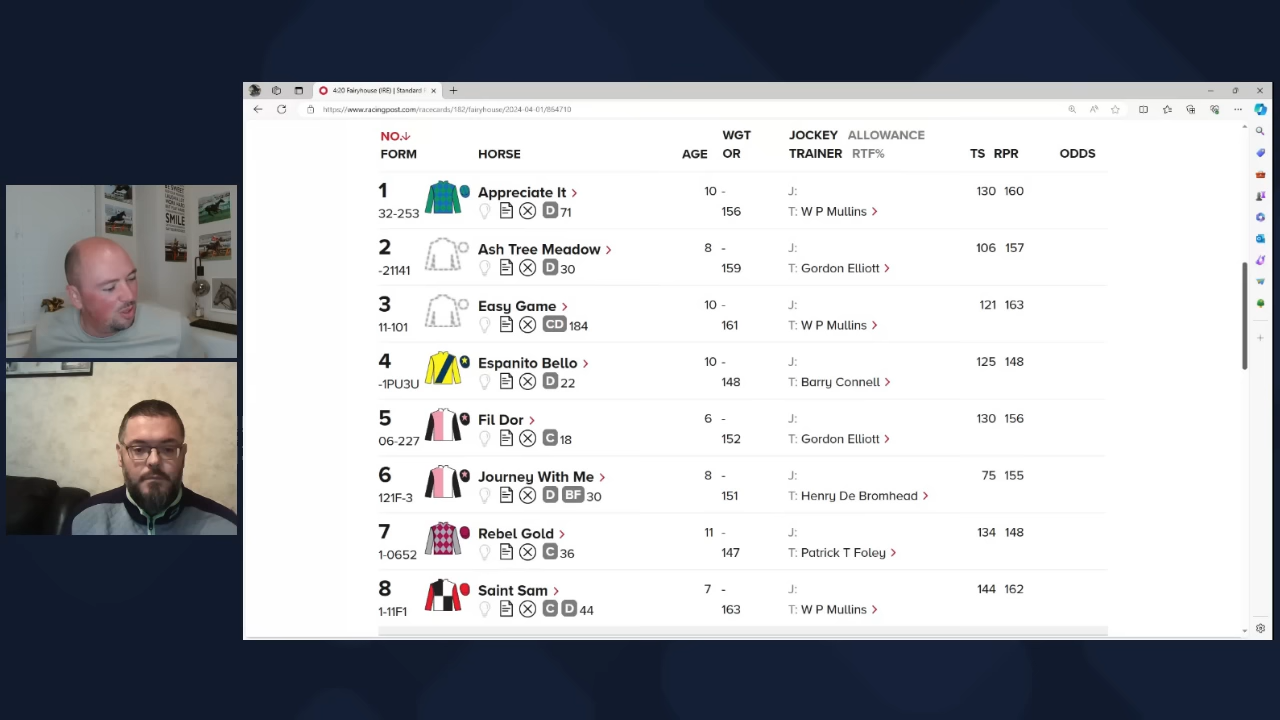 4:20 Fairyhouse (IRE) | Standard
https://www.racingpost.com/racecards/182/fairyhouse/2024-04-01/864710
NO. WGT JOCKEY ALLOWANCE
FORM HORSE AGE OR TRAINER RTF% TS RPR ODDS
1 Appreciate It 10 - J: 130 160
32-253 D 71 156 T: W P Mullins
2 Ash Tree Meadow 8 - J: 106 157
-21141 D 30 159 T: Gordon Elliott
3 Easy Game 10 - J: 121 163
11-101 CD 184 161 T: W P Mullins
4 Espanito Bello 10 - J: 125 148
-1PU3U D 22 148 T: Barry Connell
5 Fil Dor 6 - J: 130 156
06-227 C 18 152 T: Gordon Elliott
6 Journey With Me 8 - J: 75 155
121F-3 D BF 30 151 T: Henry De Bromhead
7 Rebel Gold 11 - J: 134 148
1-0652 C 36 147 T: Patrick T Foley
8 Saint Sam 7 - J: 144 162
1-11F1 C D 44 163 T: W P Mullins
SMILE